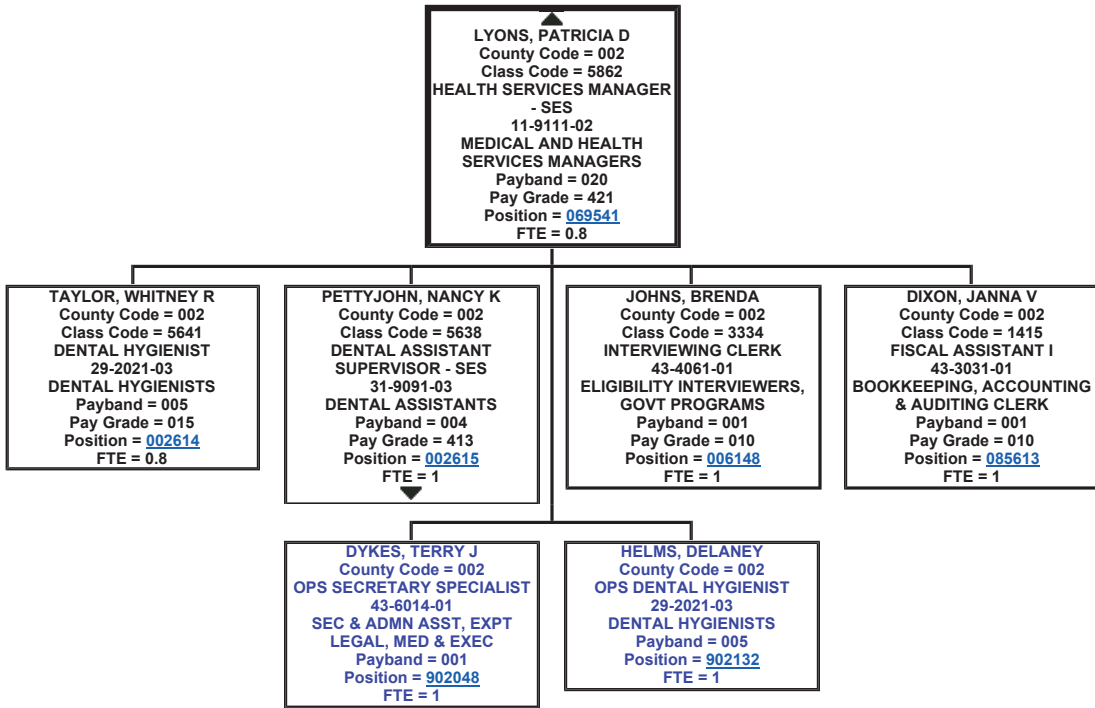 LYONS, PATRICIA D
County Code = 002
Class Code = 5862
HEALTH SERVICES MANAGER
- SES
11-9111-02
MEDICAL AND HEALTH
SERVICES MANAGERS
Payband = 020
Pay Grade = 421
Position = 069541
FTE = 0.8
TAYLOR, WHITNEY R
County Code = 002
Class Code = 5641
DENTAL HYGIENIST
29-2021-03
DENTAL HYGIENISTS
Payband = 005
Pay Grade = 015
Position = 002614
FTE = 0.8
PETTYJOHN, NANCY K
County Code = 002
Class Code = 5638
DENTAL ASSISTANT
SUPERVISOR - SES
31-9091-03
DENTAL ASSISTANTS
Payband = 004
Pay Grade = 413
Position = 002615
FTE = 1
JOHNS, BRENDA
County Code = 002
Class Code = 3334
INTERVIEWING CLERK
43-4061-01
ELIGIBILITY INTERVIEWERS,
GOVT PROGRAMS
Payband = 001
Pay Grade = 010
Position = 006148
FTE = 1
DIXON, JANNA V
County Code = 002
Class Code = 1415
FISCAL ASSISTANT I
43-3031-01
BOOKKEEPING, ACCOUNTING
& AUDITING CLERK
Payband = 001
Pay Grade = 010
Position = 085613
FTE = 1
DYKES, TERRY J
County Code = 002
OPS SECRETARY SPECIALIST
43-6014-01
SEC & ADMN ASST, EXPT
LEGAL, MED & EXEC
Payband = 001
Position = 902048
FTE = 1
HELMS, DELANEY
County Code = 002
OPS DENTAL HYGIENIST
29-2021-03
DENTAL HYGIENISTS
Payband = 005
Position = 902132
FTE = 1